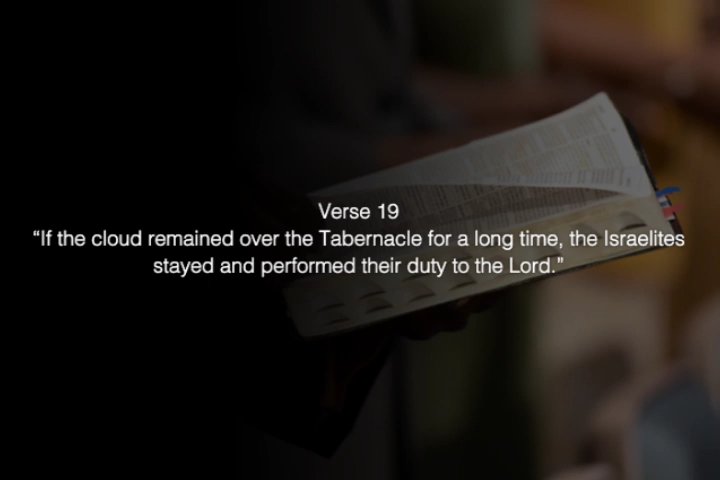 Verse 19
“If the cloud remained over the Tabernacle for a long time, the Israelites
stayed and performed their duty to the Lord.”